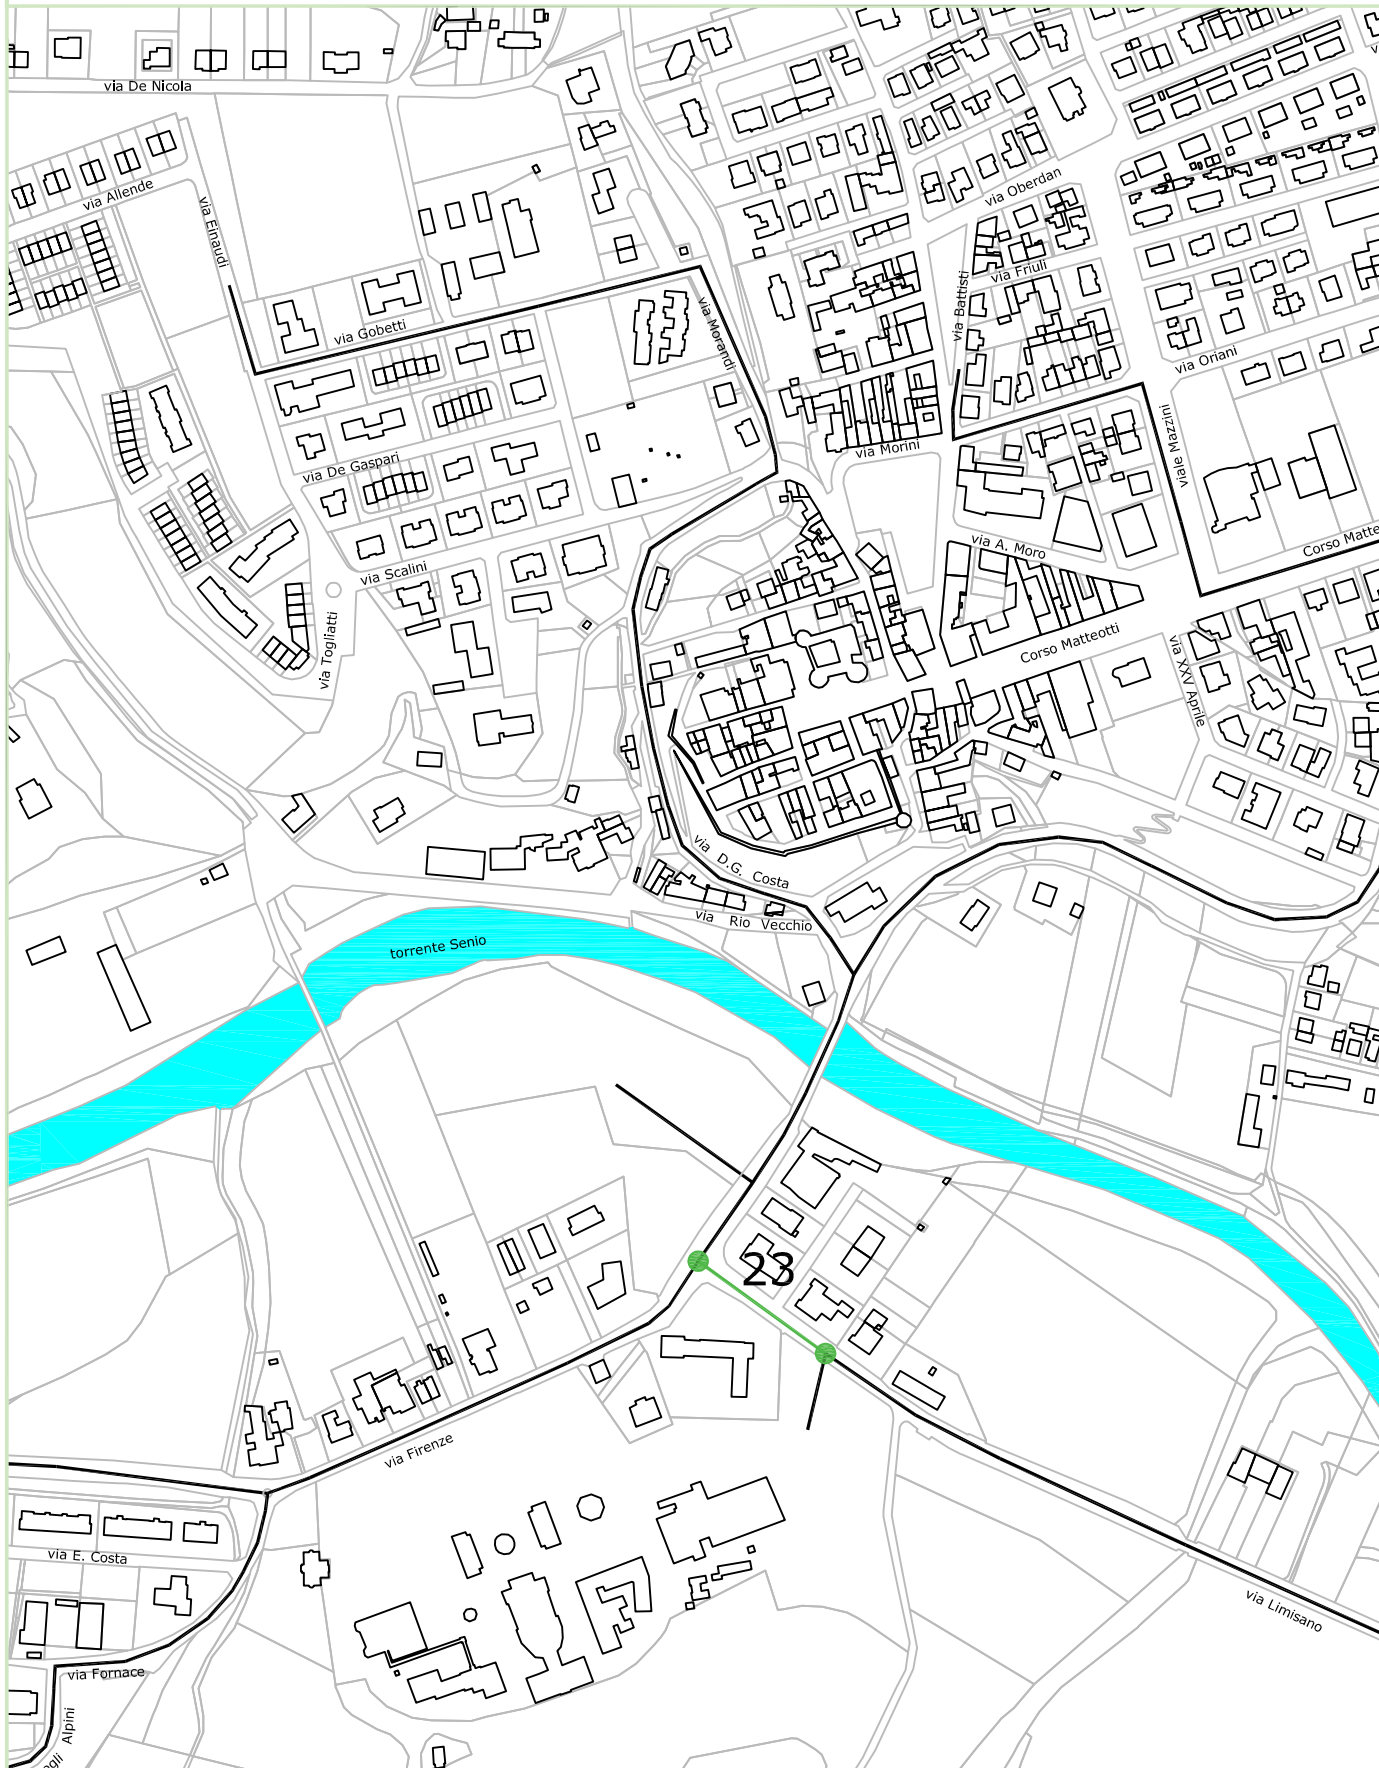 via De Nicola
via Allende
via Einaudi
via Oberdan
via Friuli
via Battisti
via Gobetti
via Morandi
via Oriani
viale Mazzini
via Morini
via De Gaspari
via A. Moro
Corso Matte
via Scalini
via Togliatti
Corso Matteotti
via XXV Aprile
via D.G. Costa
via Rio Vecchio
torrente Senio
23
via Firenze
via E. Costa
via Limisano
via Fornace
Alpini